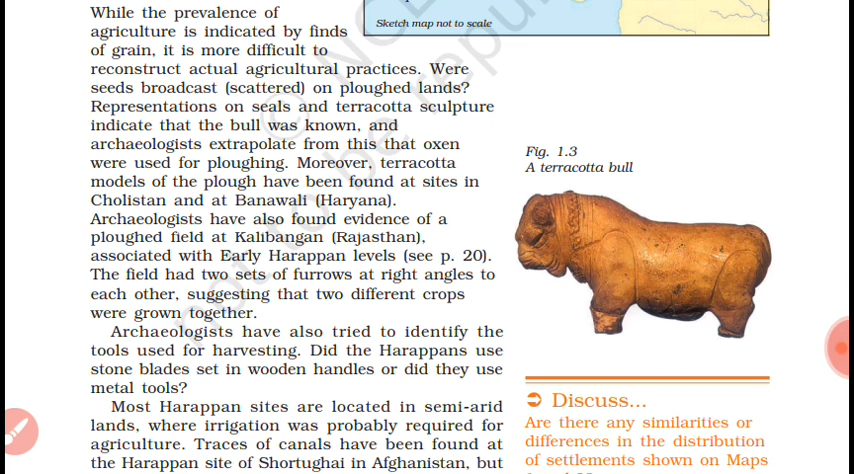 While the prevalence of
agriculture is indicated by finds
of grain, it is more difficult to
reconstruct actual agricultural practices. Were
seeds broadcast (scattered) on ploughed lands?
Representations on seals and terracotta sculpture
indicate that the bull was known, and
archaeologists extrapolate from this that oxen
were used for ploughing. Moreover, terracotta
models of the plough have been found at sites in
Cholistan and at Banawali (Haryana).
Archaeologists have also found evidence of a
ploughed field at Kalibangan (Rajasthan),
associated with Early Harappan levels (see p. 20).
The field had two sets of furrows at right angles to
each other, suggesting that two different crops
were grown together.
Archaeologists have also tried to identify the
tools used for harvesting. Did the Harappans use
stone blades set in wooden handles or did they use
metal tools?
Most Harappan sites are located in semi-arid
lands, where irrigation was probably required for
agriculture. Traces of canals have been found at
the Harappan site of Shortughai in Afghanistan, but
Sketch map not to scale
Fig. 1.3
A terracotta bull
Discuss...
Are there any similarities or
differences in the distribution
of settlements shown on Maps
not to be repu